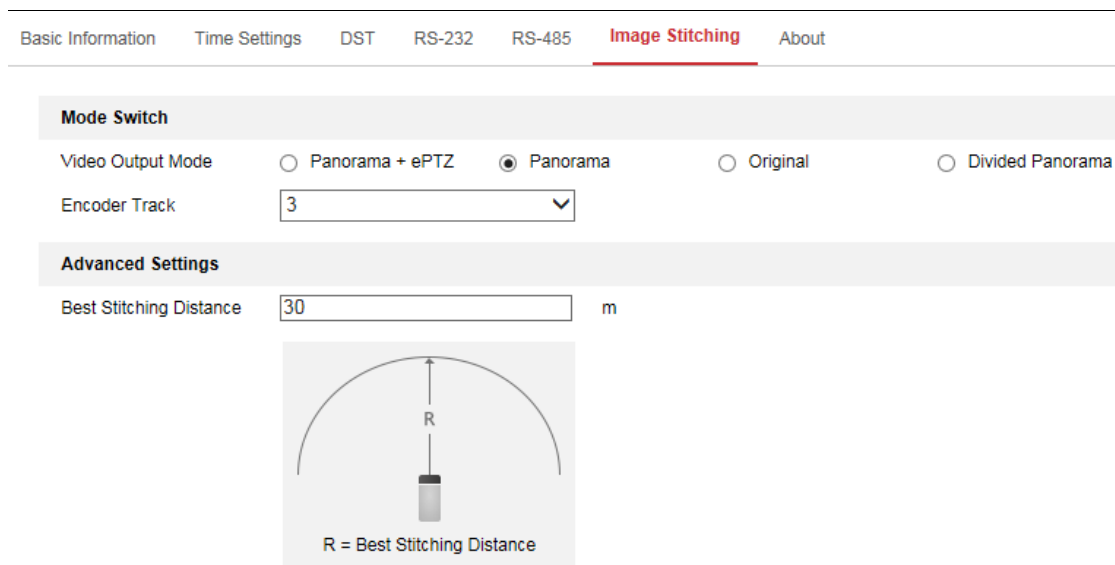 Basic Information Time Settings DST RS-232 RS-485 Image Stitching About
Mode Switch
Video Output Mode Panorama + ePTZ Panorama Original Divided Panorama
Encoder Track 3
Advanced Settings
Best Stitching Distance 30 m
R
R = Best Stitching Distance